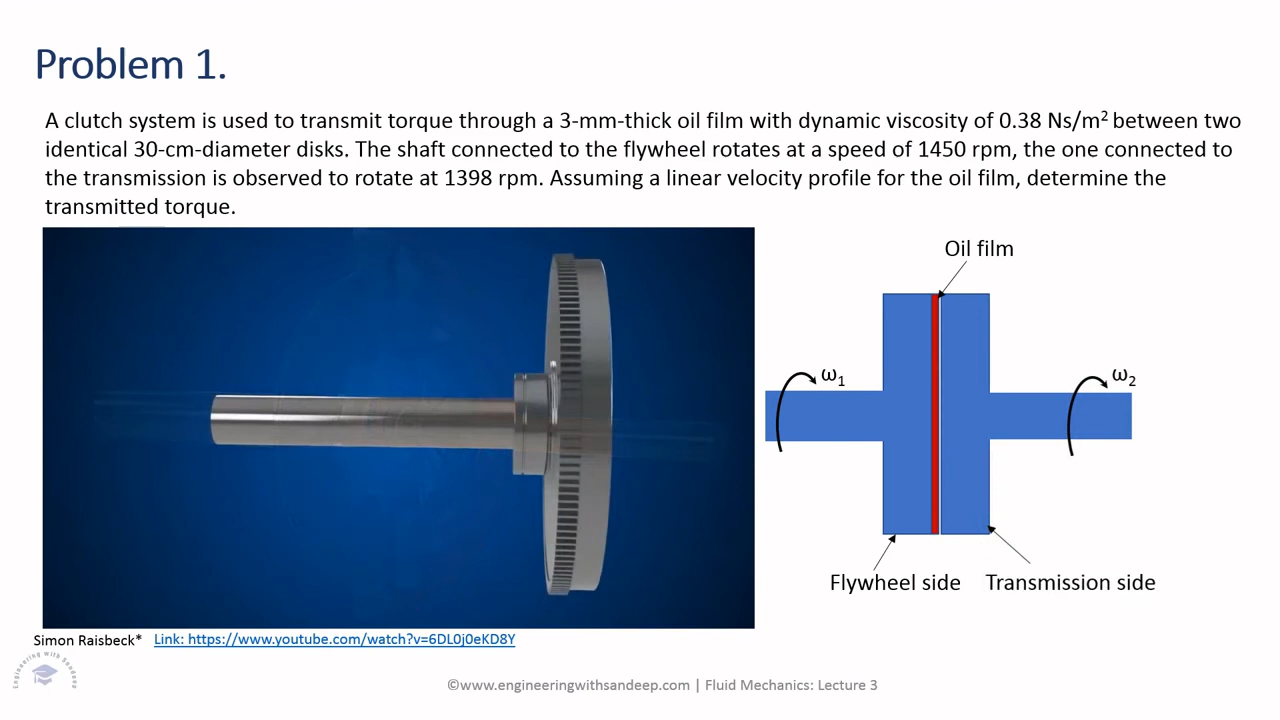 Problem 1.
A clutch system is used to transmit torque through a 3-mm-thick oil film with dynamic viscosity of 0.38 Ns/m² between two
identical 30-cm-diameter disks. The shaft connected to the flywheel rotates at a speed of 1450 rpm, the one connected to
the transmission is observed to rotate at 1398 rpm. Assuming a linear velocity profile for the oil film, determine the
transmitted torque.
Oil film
ω₁
ω₂
Flywheel side
Transmission side
Simon Raisbeck* Link: https://www.youtube.com/watch?v=6DL0j0eKD8Y
Engineering With Sandeep
©www.engineeringwithsandeep.com | Fluid Mechanics: Lecture 3